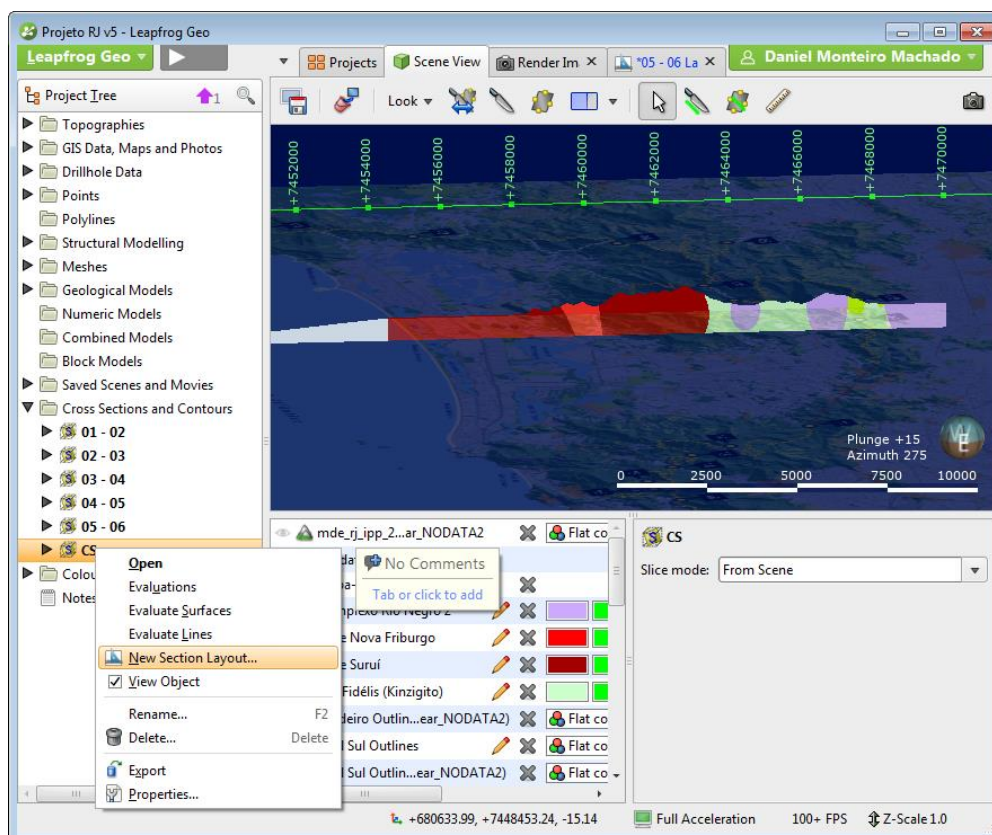 Projeto RJ v5 - Leapfrog Geo
Leapfrog Geo
Projects
Scene View
Render Im
*05 - 06 La
Daniel Monteiro Machado
Project Tree
1
Look
Topographies
GIS Data, Maps and Photos
Drillhole Data
Points
Polylines
Structural Modelling
Meshes
Geological Models
Numeric Models
Combined Models
Block Models
Saved Scenes and Movies
Cross Sections and Contours
01 - 02
02 - 03
03 - 04
04 - 05
05 - 06
CS
Notes
+7452000
+7454000
+7456000
+7458000
+7460000
+7462000
+7464000
+7466000
+7468000
+7470000
Plunge +15
Azimuth 275
0 2500 5000 7500 10000
Open
Evaluations
Evaluate Surfaces
Evaluate Lines
New Section Layout...
View Object
Rename... F2
Delete... Delete
Export
Properties...
mde_rj_ipp_2...ar_NODATA2 Flat co
No Comments
Tab or click to add
Rio Negro 2
e Nova Friburgo
e Suruí
Fidélis (Kinzigito)
deiro Outlin...ear_NODATA2) Flat co
l Sul Outlines
l Sul Outlin...ear_NODATA2) Flat co
CS
Slice mode: From Scene
+680633.99, +7448453.24, -15.14
Full Acceleration
100+ FPS
Z-Scale 1.0